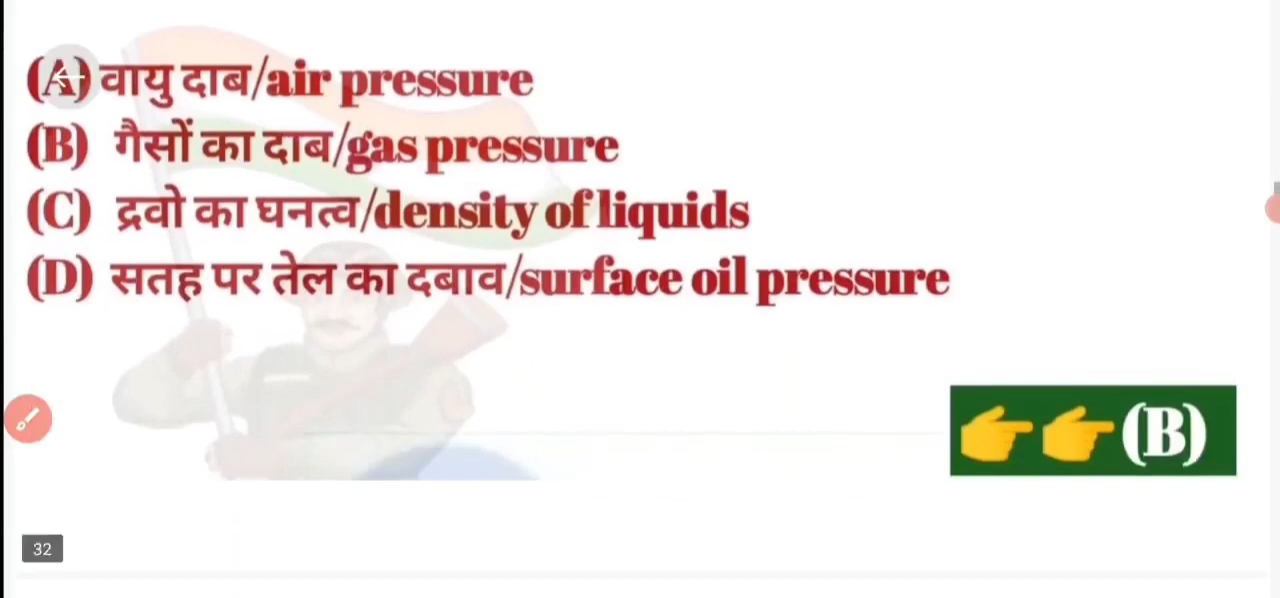 (A) वायु दाब/air pressure
(B) गैसों का दाब/gas pressure
(C) द्रवो का घनत्व/density of liquids
(D) सतह पर तेल का दबाव/surface oil pressure
👉👉(B)
32